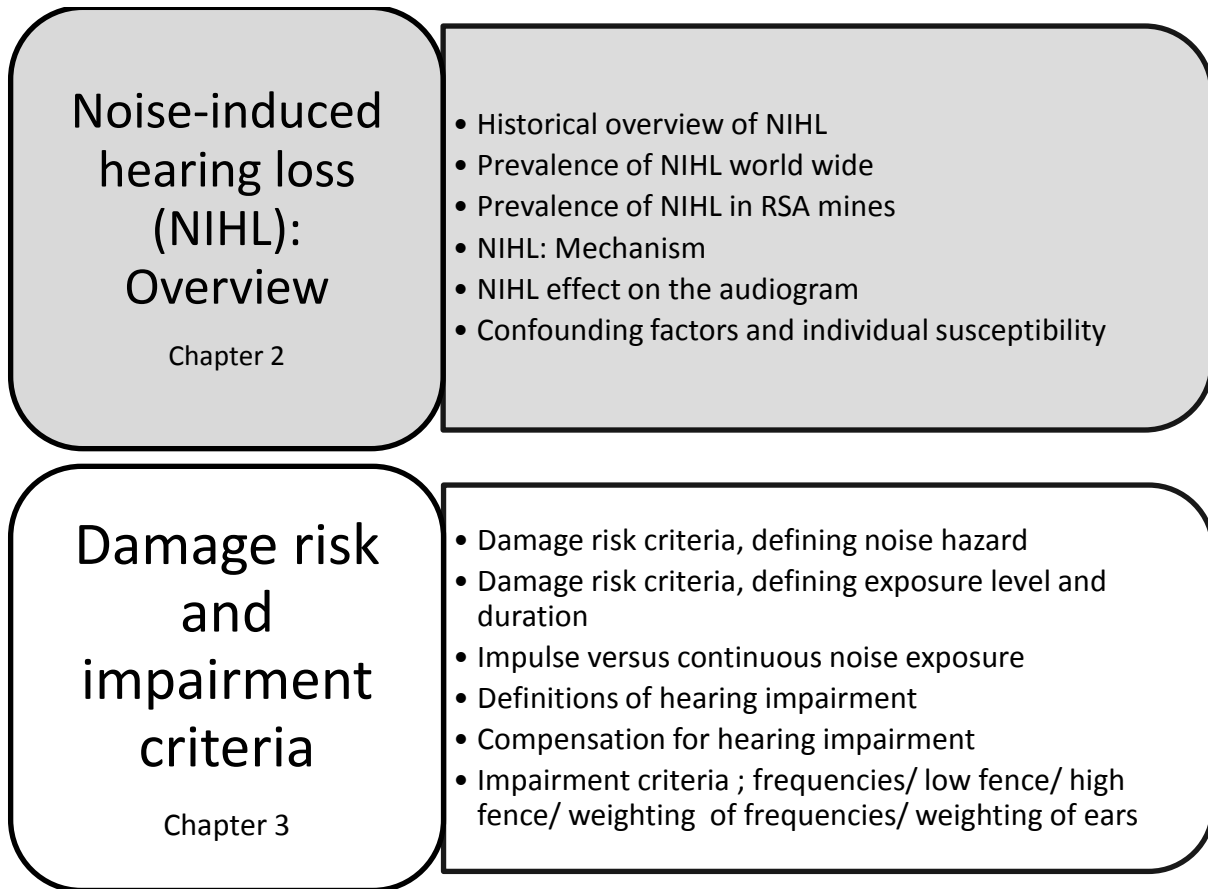 Noise-induced
hearing loss
(NIHL):
Overview
Chapter 2
• Historical overview of NIHL
• Prevalence of NIHL world wide
• Prevalence of NIHL in RSA mines
• NIHL: Mechanism
• NIHL effect on the audiogram
• Confounding factors and individual susceptibility
Damage risk
and
impairment
criteria
Chapter 3
• Damage risk criteria, defining noise hazard
• Damage risk criteria, defining exposure level and
duration
• Impulse versus continuous noise exposure
• Definitions of hearing impairment
• Compensation for hearing impairment
• Impairment criteria ; frequencies/ low fence/ high
fence/ weighting of frequencies/ weighting of ears